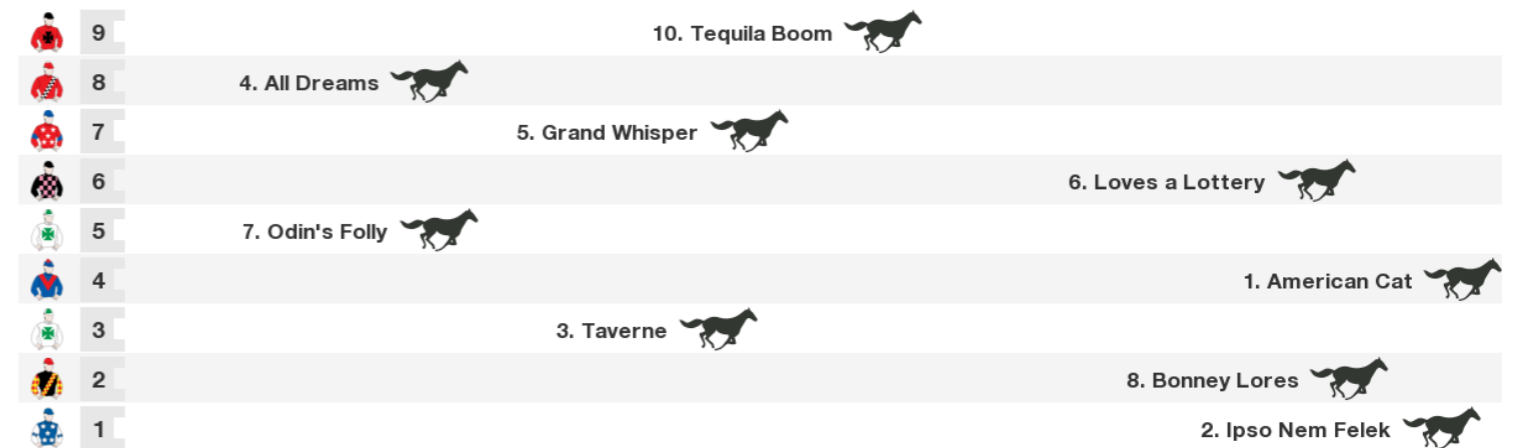 9 10. Tequila Boom
8 4. All Dreams
7 5. Grand Whisper
6 6. Loves a Lottery
5 7. Odin's Folly
4 1. American Cat
3 3. Taverne
2 8. Bonney Lores
1 2. Ipso Nem Felek